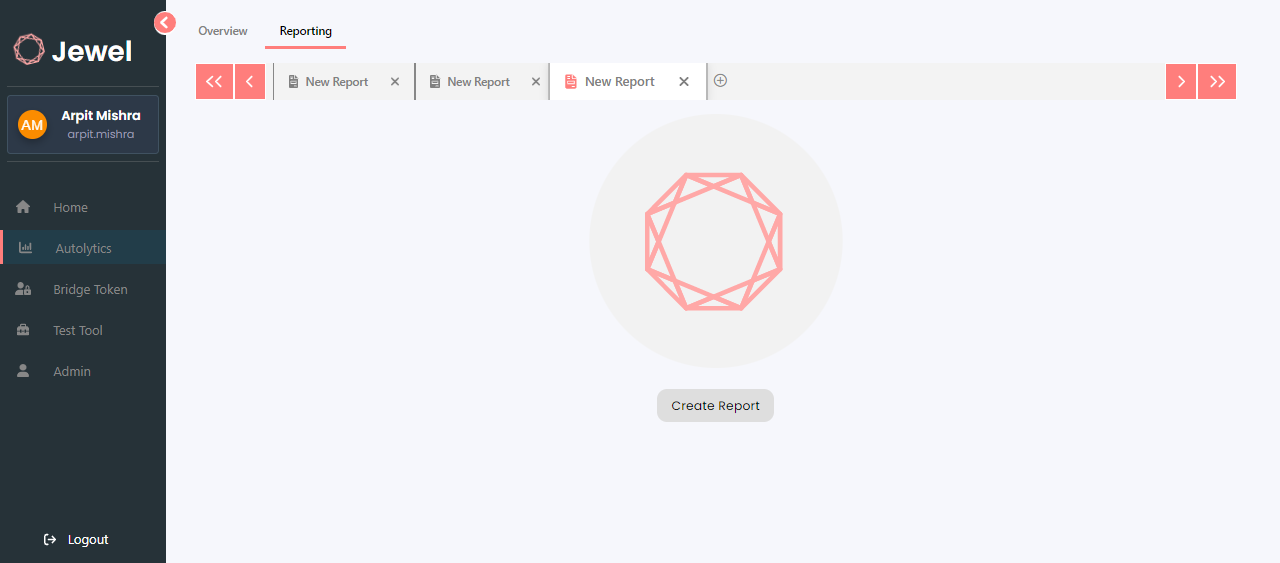 Jewel
AM
Arpit Mishra
arpit.mishra
Home
Autolytics
Bridge Token
Test Tool
Admin
Logout
Overview Reporting
New Report New Report New Report
Create Report